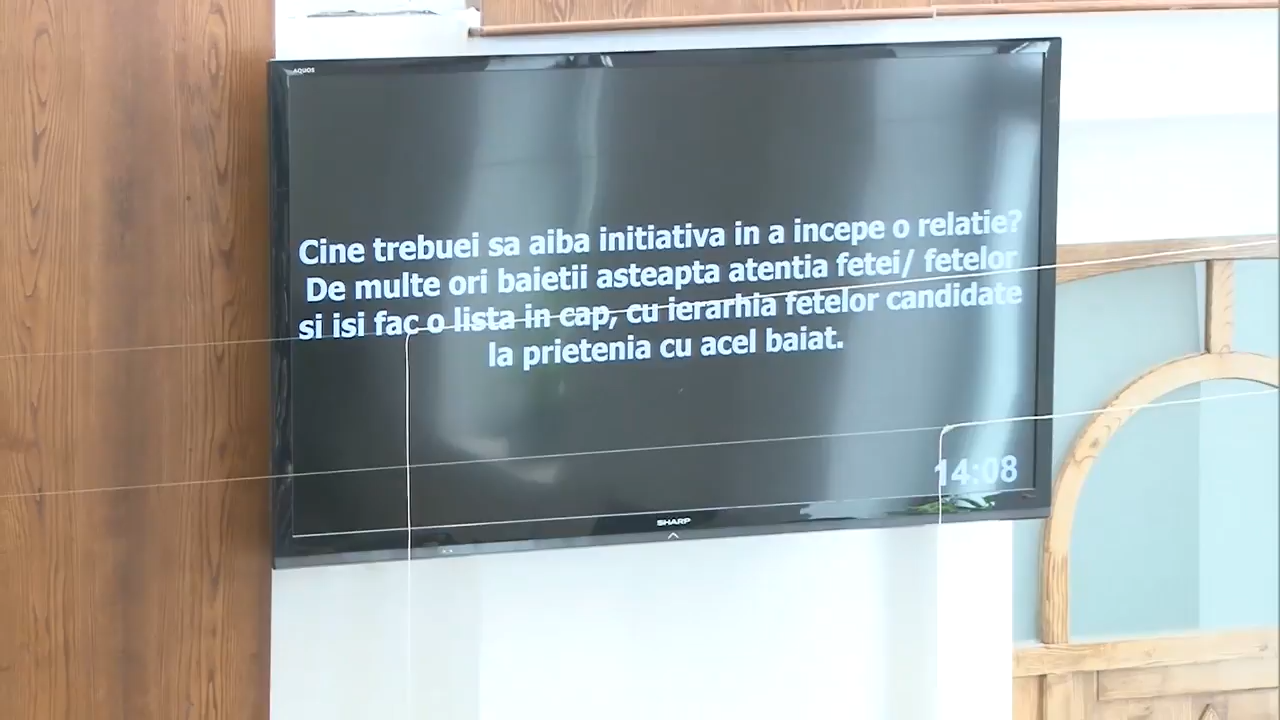 AQUOS
Cine trebuei sa aiba initiativa in a incepe o relatie?
De multe ori baietii asteapta atentia fetei/ fetelor
si isi fac o lista in cap, cu ierarhia fetelor candidate
la prietenia cu acel baiat.
14:08
SHARP